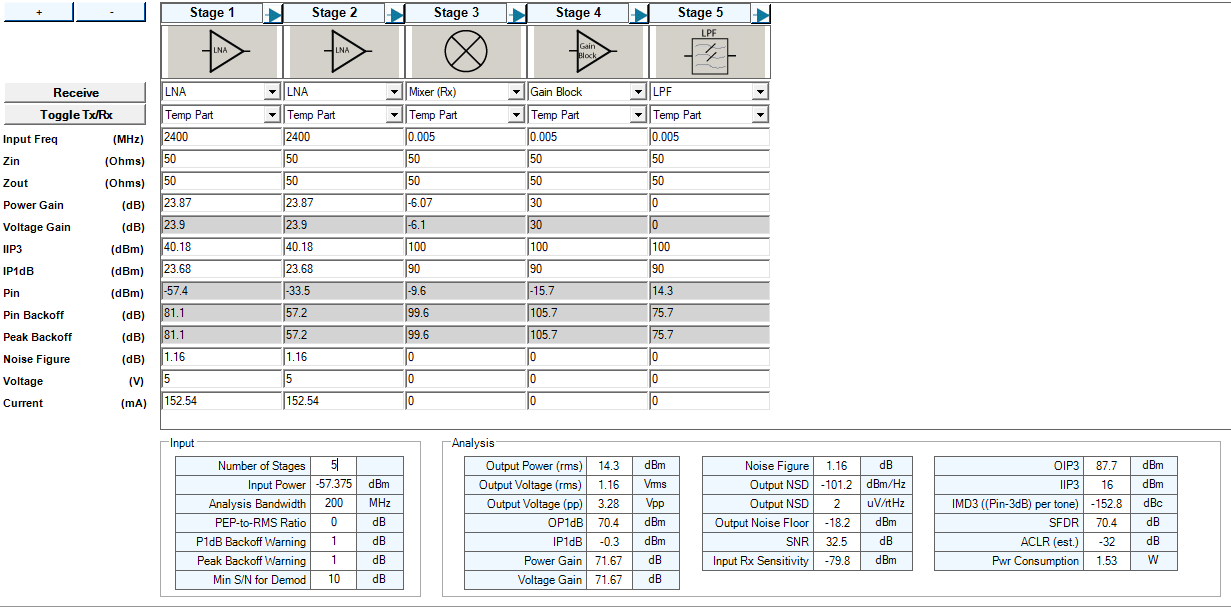 + - Stage 1 Stage 2 Stage 3 Stage 4 Stage 5
LNA LNA Gain Block LPF
Receive LNA LNA Mixer (Rx) Gain Block LPF
Toggle Tx/Rx Temp Part Temp Part Temp Part Temp Part Temp Part
Input Freq (MHz) 2400 2400 0.005 0.005 0.005
Zin (Ohms) 50 50 50 50 50
Zout (Ohms) 50 50 50 50 50
Power Gain (dB) 23.87 23.87 -6.07 30 0
Voltage Gain (dB) 23.9 23.9 -6.1 30 0
IIP3 (dBm) 40.18 40.18 100 100 100
IP1dB (dBm) 23.68 23.68 90 90 90
Pin (dBm) -57.4 -33.5 -9.6 -15.7 14.3
Pin Backoff (dB) 81.1 57.2 99.6 105.7 75.7
Peak Backoff (dB) 81.1 57.2 99.6 105.7 75.7
Noise Figure (dB) 1.16 1.16 0 0 0
Voltage (V) 5 5 0 0 0
Current (mA) 152.54 152.54 0 0 0
Input
Number of Stages 5
Input Power -57.375 dBm
Analysis Bandwidth 200 MHz
PEP-to-RMS Ratio 0 dB
P1dB Backoff Warning 1 dB
Peak Backoff Warning 1 dB
Min S/N for Demod 10 dB
Analysis
Output Power (rms) 14.3 dBm
Output Voltage (rms) 1.16 Vrms
Output Voltage (pp) 3.28 Vpp
OP1dB 70.4 dBm
IP1dB -0.3 dBm
Power Gain 71.67 dB
Voltage Gain 71.67 dB
Noise Figure 1.16 dB
Output NSD -101.2 dBm/Hz
Output NSD 2 uV/rtHz
Output Noise Floor -18.2 dBm
SNR 32.5 dB
Input Rx Sensitivity -79.8 dBm
OIP3 87.7 dBm
IIP3 16 dBm
IMD3 ((Pin-3dB) per tone) -152.8 dBc
SFDR 70.4 dB
ACLR (est.) -32 dB
Pwr Consumption 1.53 W